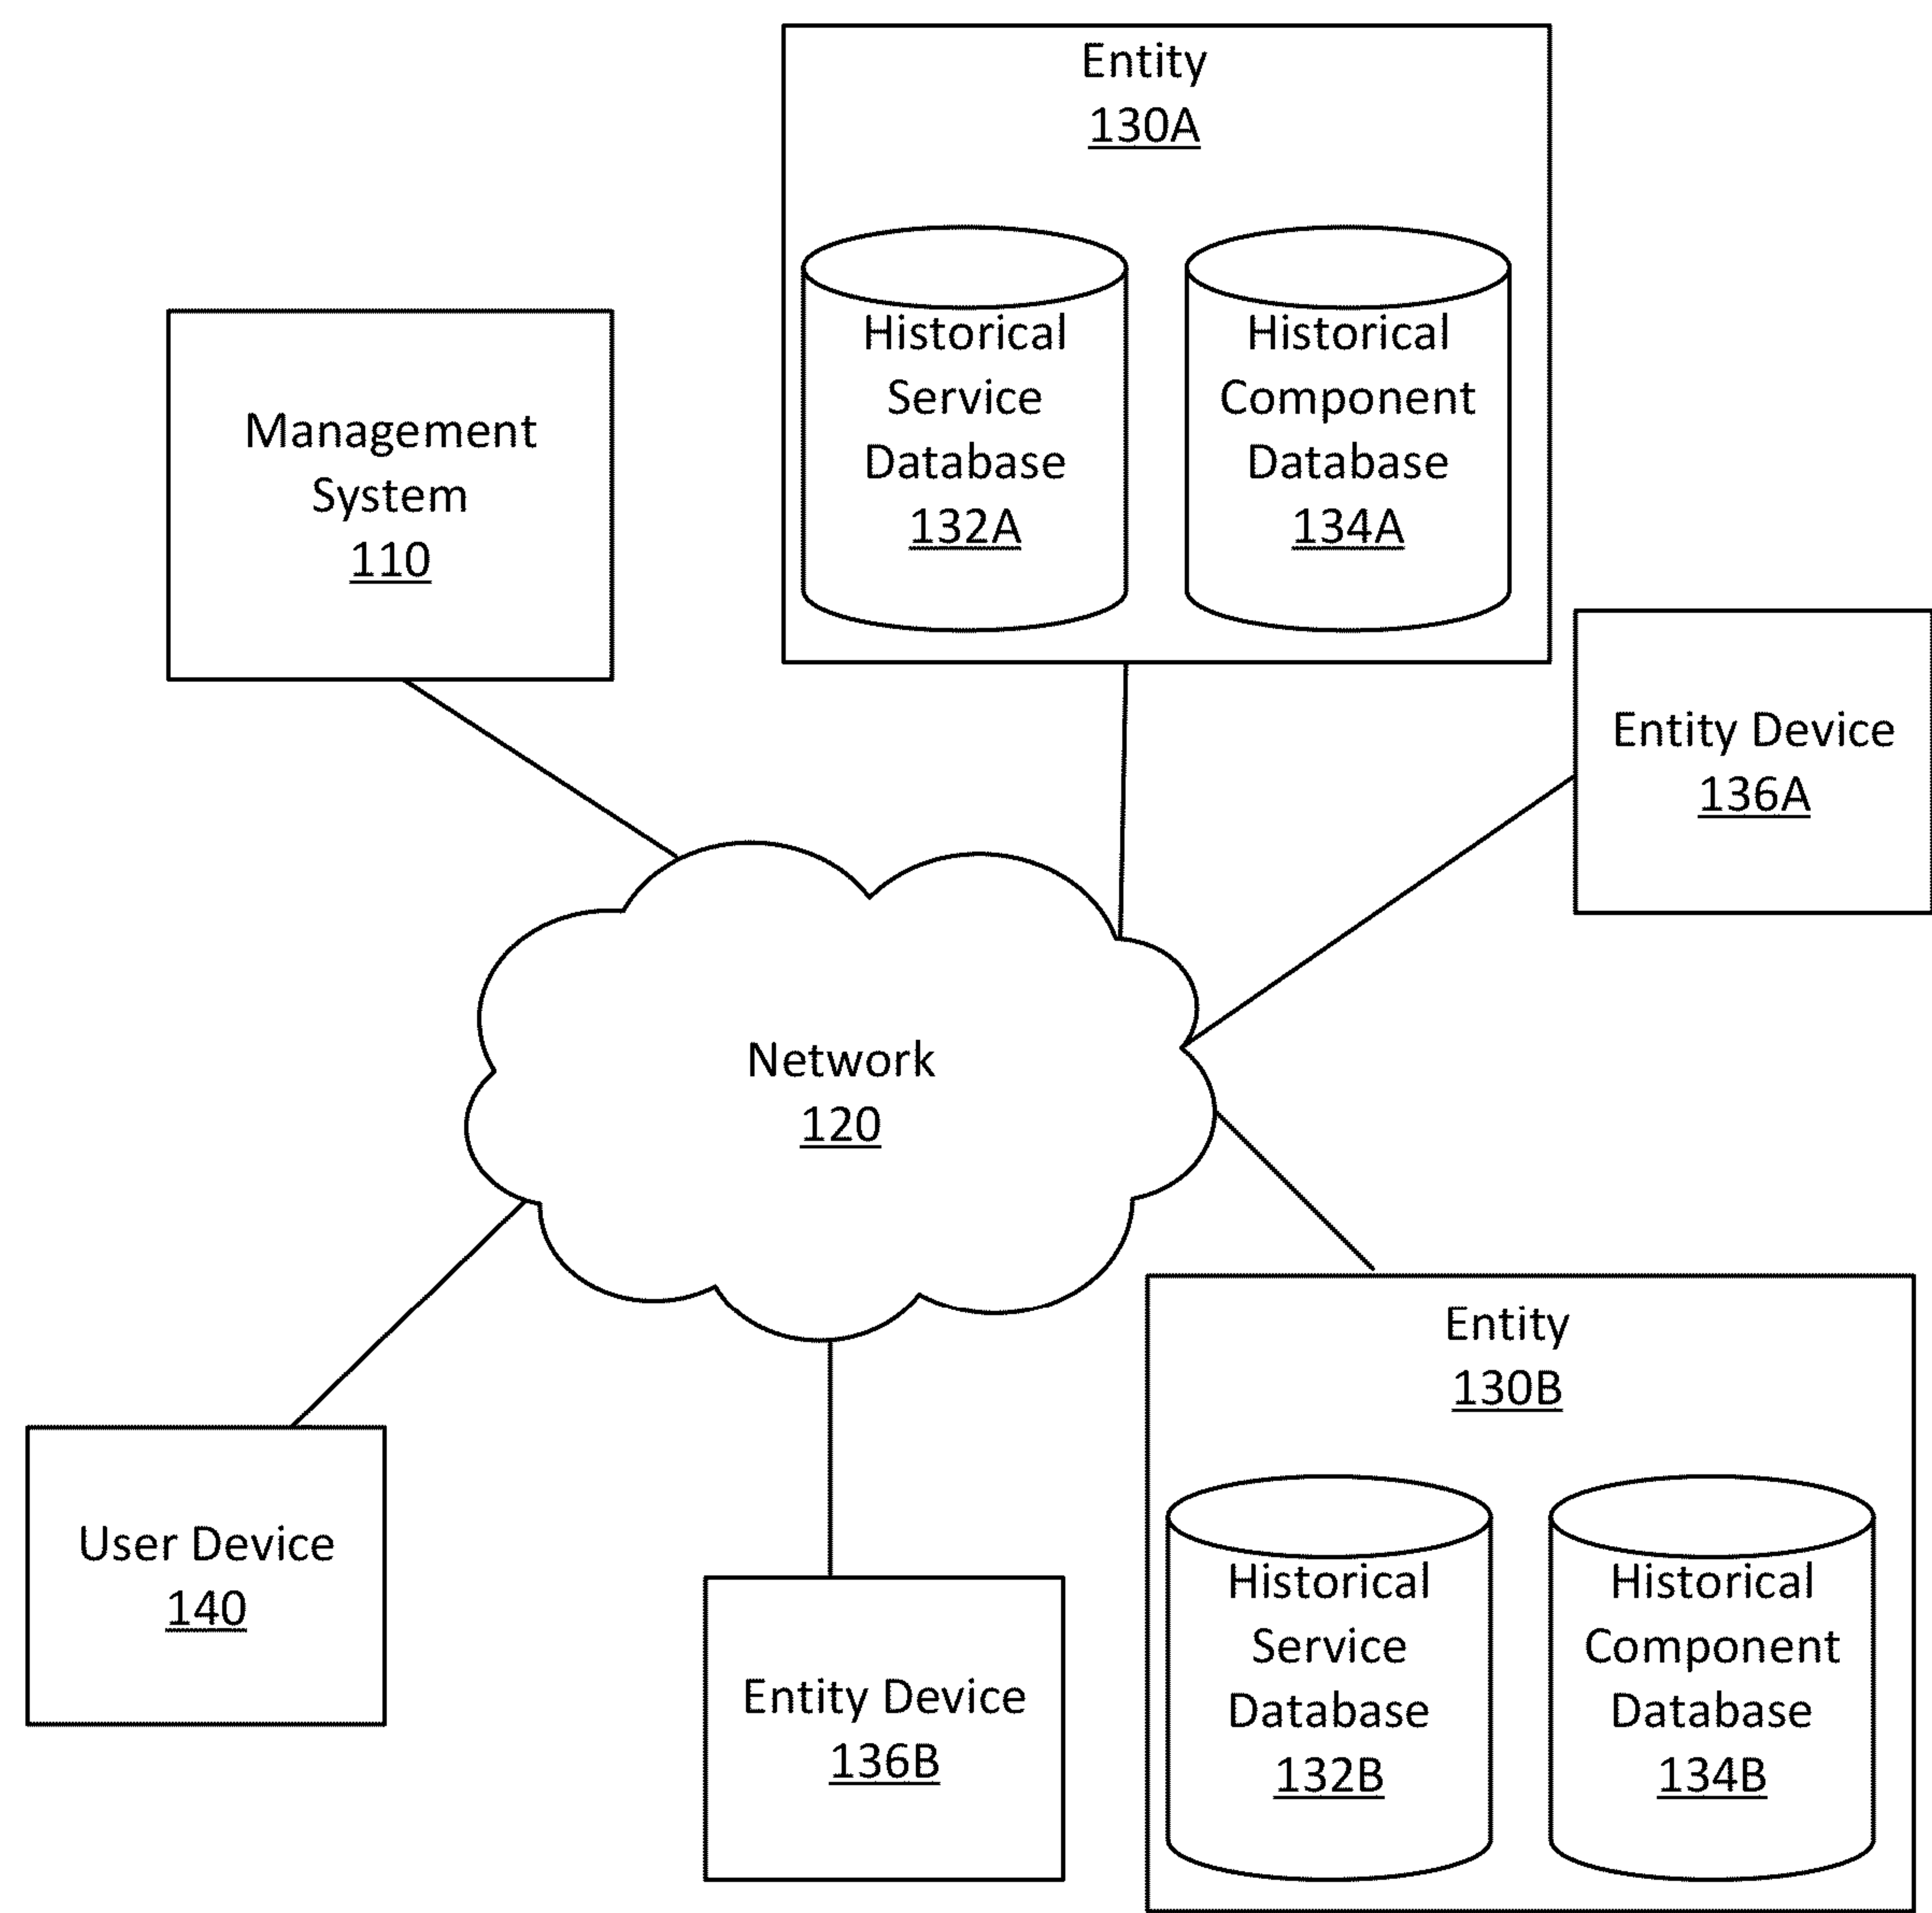 Entity
130A
Historical
Service
Database
132A
Historical
Component
Database
134A
Management
System
110
Entity Device
136A
Network
120
Entity
130B
Historical
Service
Database
132B
Historical
Component
Database
134B
User Device
140
Entity Device
136B